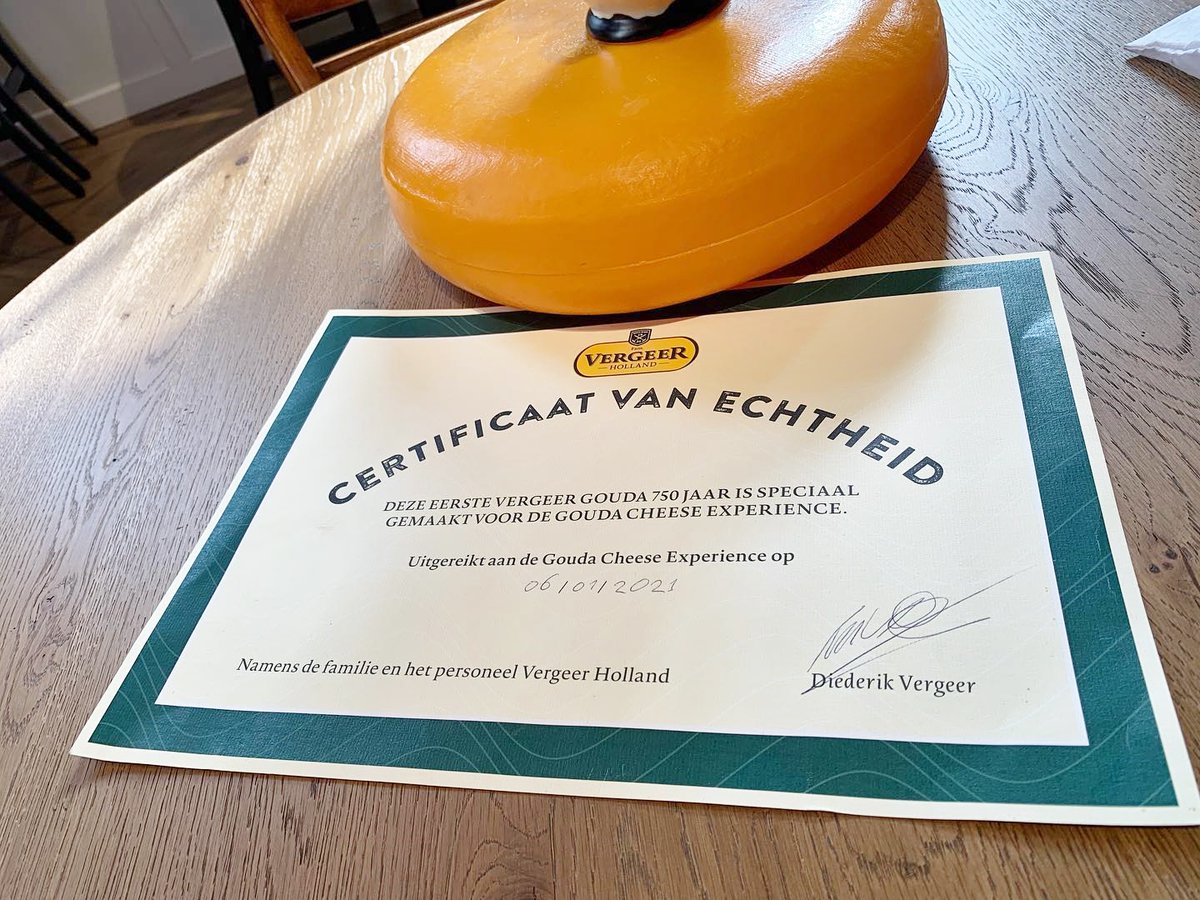 Fam.
VERGEER
HOLLAND
CERTIFICAAT VAN ECHTHEID
DEZE EERSTE VERGEER GOUDA 750 JAAR IS SPECIAAL
GEMAAKT VOOR DE GOUDA CHEESE EXPERIENCE.
Uitgereikt aan de Gouda Cheese Experience op
06/01/2021
Namens de familie en het personeel Vergeer Holland
Diederik Vergeer